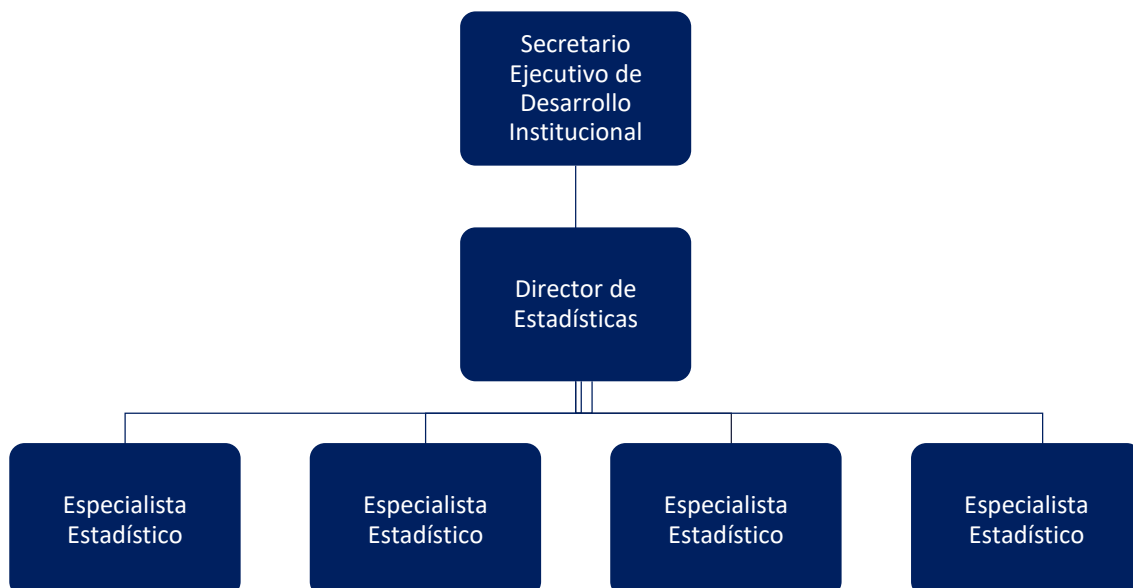 Secretario
Ejecutivo de
Desarrollo
Institucional
Director de
Estadísticas
Especialista
Estadístico
Especialista
Estadístico
Especialista
Estadístico
Especialista
Estadístico